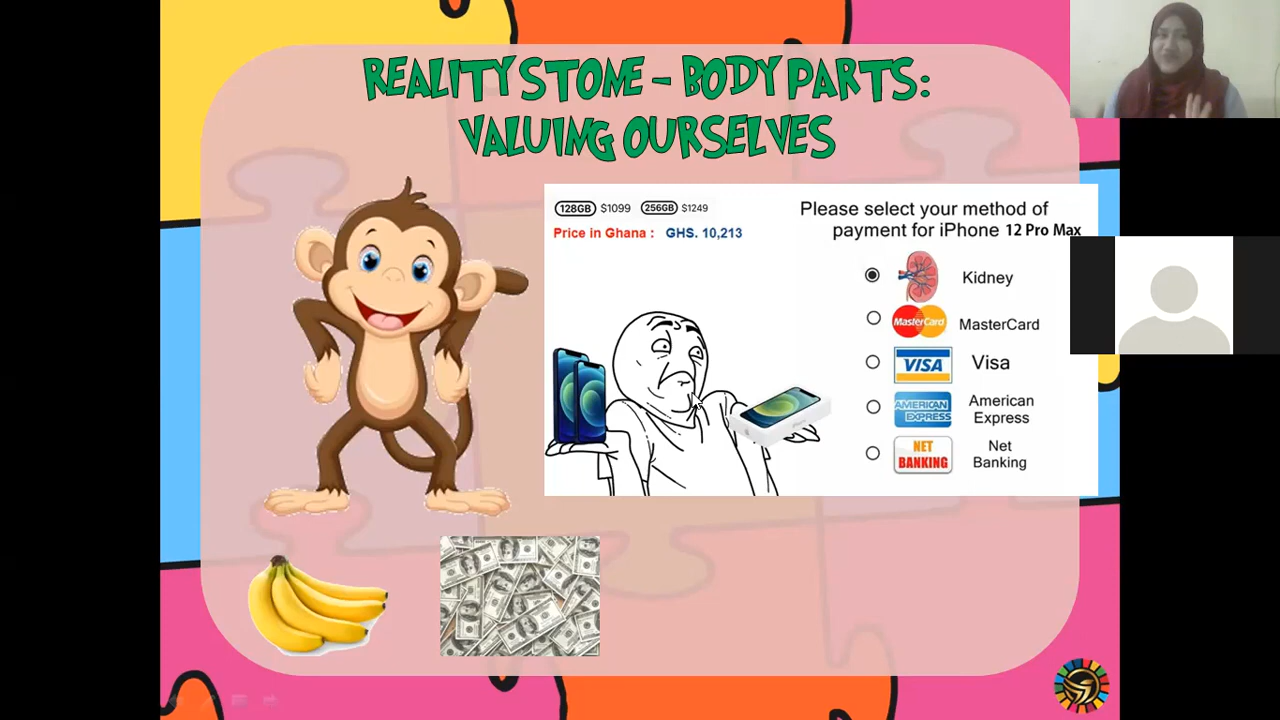 REALITY STONE - BODY PARTS:
VALUING OURSELVES
128GB $1099 256GB $1249
Price in Ghana : GHS. 10,213
Please select your method of
payment for iPhone 12 Pro Max
Kidney
MasterCard
MasterCard
VISA
Visa
AMERICAN
EXPRESS
American
Express
NET
BANKING
Net
Banking